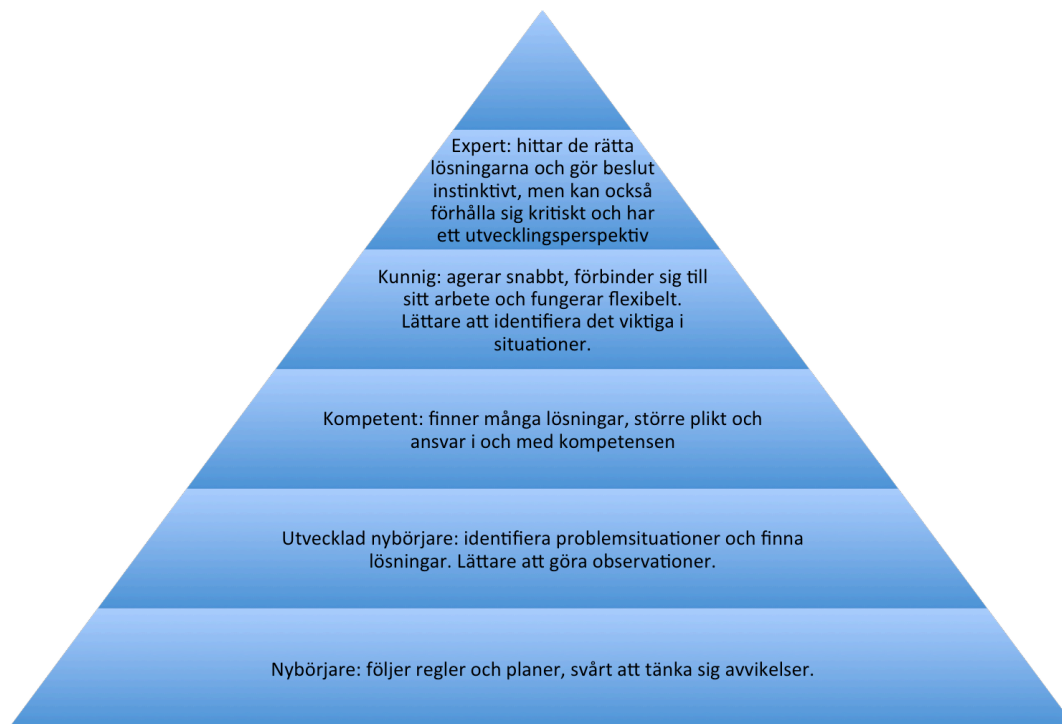 Expert: hittar de rätta
lösningarna och gör beslut
instinktivt, men kan också
förhålla sig kritiskt och har
ett utvecklingsperspektiv
Kunnig: agerar snabbt, förbinder sig till
sitt arbete och fungerar flexibelt.
Lättare att identifiera det viktiga i
situationer.
Kompetent: finner många lösningar, större plikt och
ansvar i och med kompetensen
Utvecklad nybörjare: identifiera problemsituationer och finna
lösningar. Lättare att göra observationer.
Nybörjare: följer regler och planer, svårt att tänka sig avvikelser.